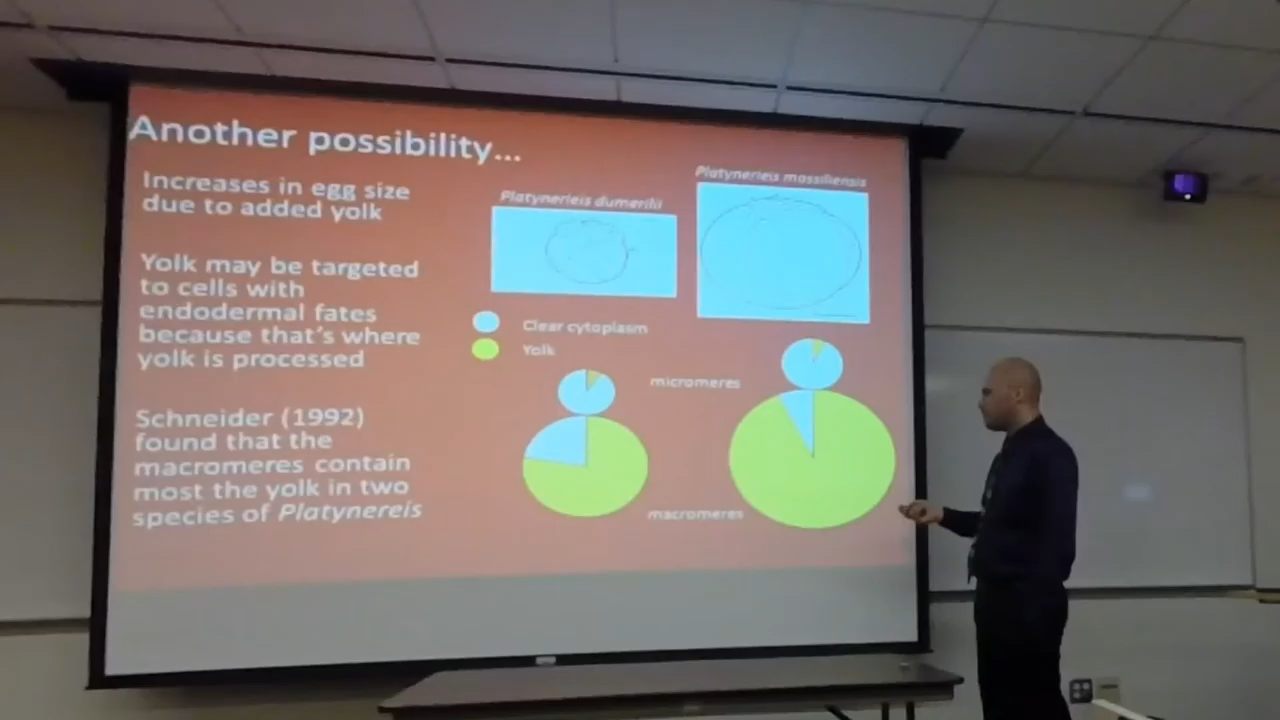 Another possibility...
Increases in egg size
due to added yolk
Yolk may be targeted
to cells with
endodermal fates
because that's where
yolk is processed
Schneider (1992)
found that the
macromeres contain
most the yolk in two
species of Platynereis
Platynerieis dumerilii
Platynerieis massiliensis
Clear cytoplasm
Yolk
micromeres
macromeres